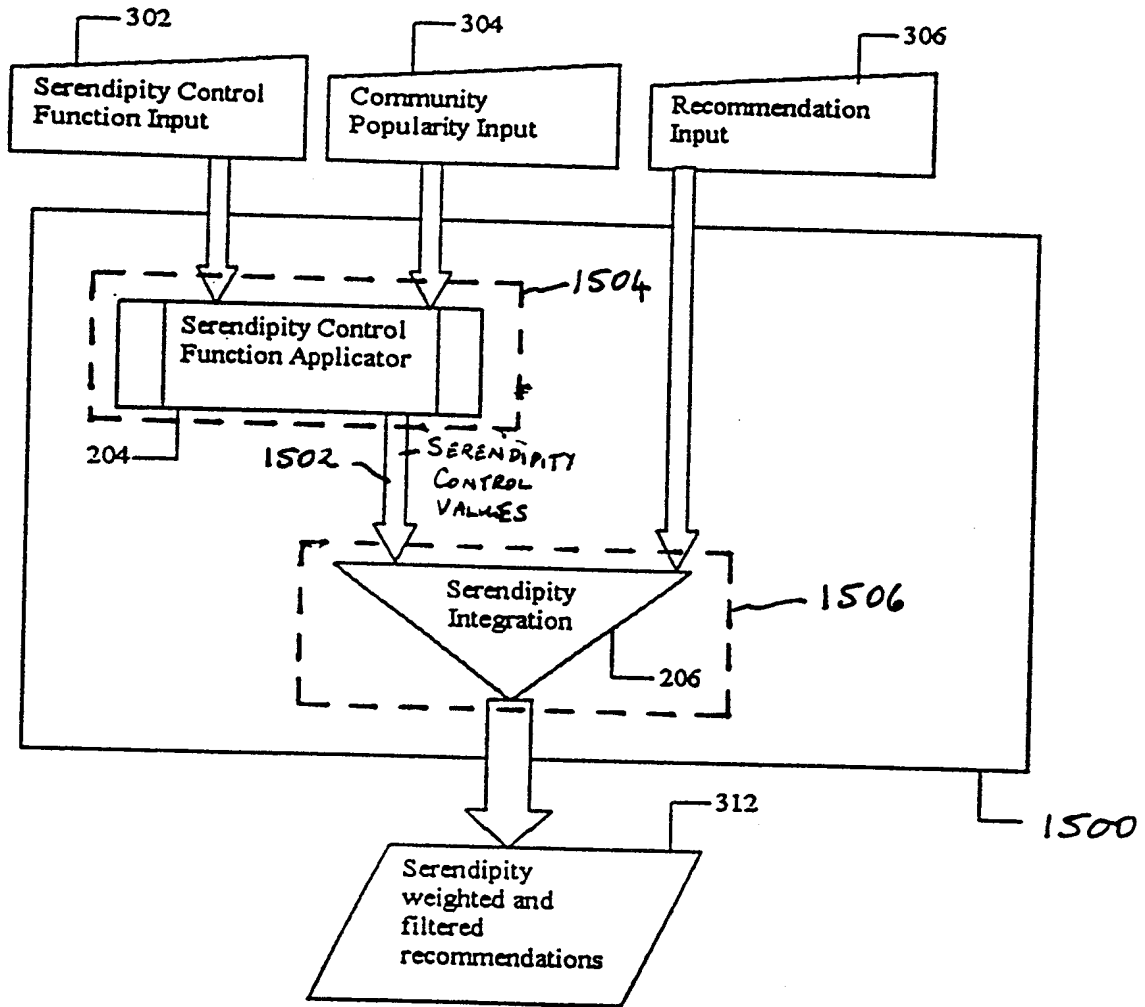 302
304
306
Serendipity Control
Function Input
Community
Popularity Input
Recommendation
Input
1504
Serendipity Control
Function Applicator
204
1502
SERENDIPITY
CONTROL
VALUES
Serendipity
Integration
1506
206
312
1500
Serendipity
weighted and
filtered
recommendations